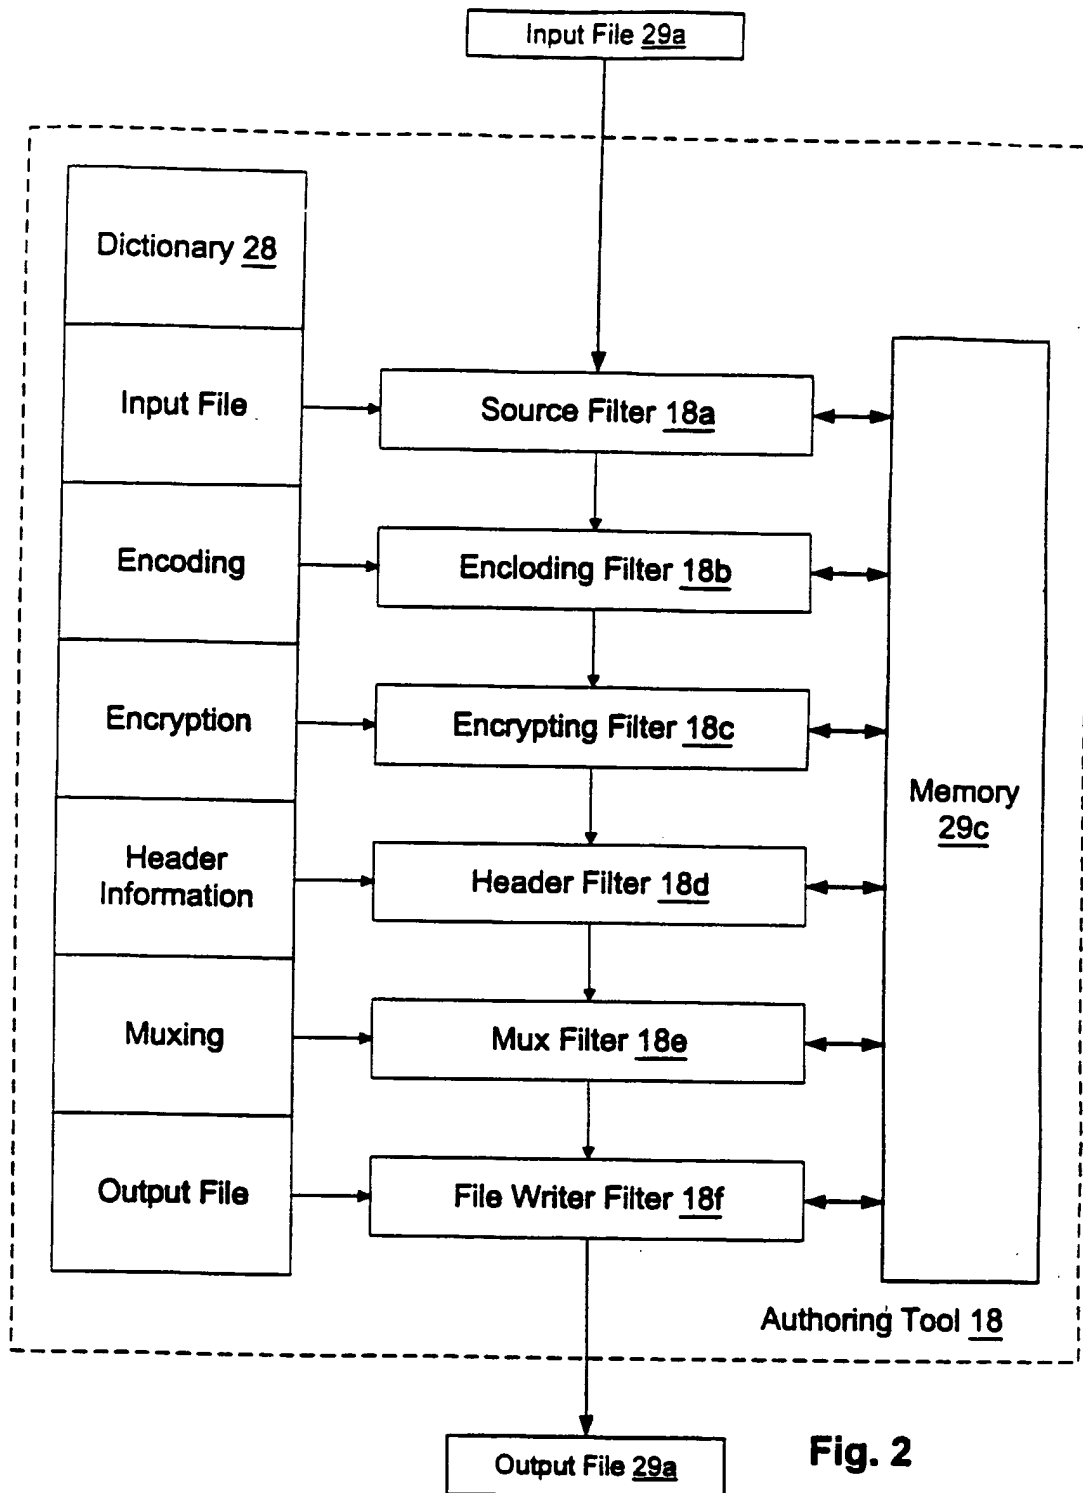 Input File 29a
Dictionary 28
Input File
Source Filter 18a
Encoding
Encloding Filter 18b
Encryption
Encrypting Filter 18c
Memory
29c
Header
Information
Header Filter 18d
Muxing
Mux Filter 18e
Output File
File Writer Filter 18f
Authoring Tool 18
Output File 29a
Fig. 2